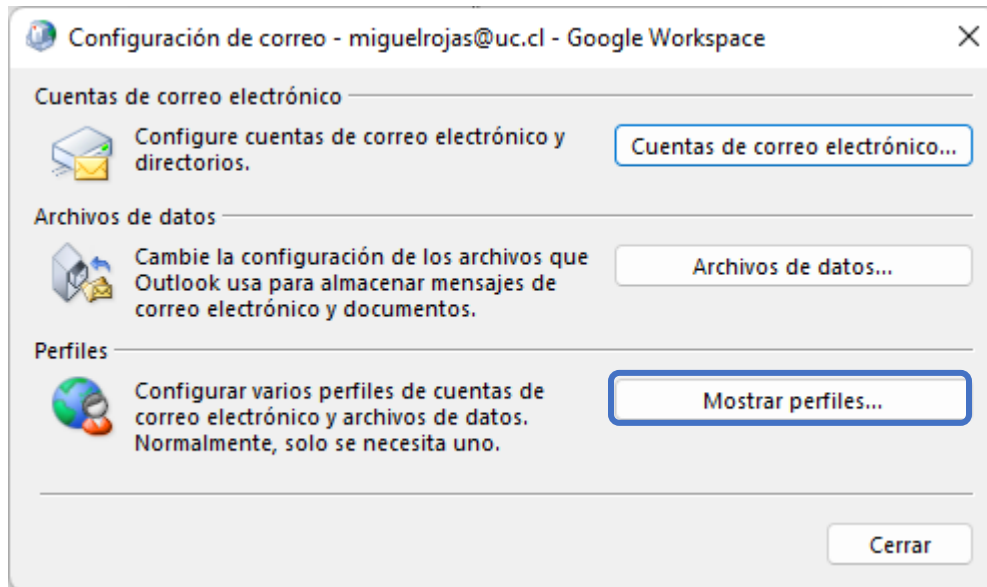 Configuración de correo - miguelrojas@uc.cl - Google Workspace
Cuentas de correo electrónico
Configure cuentas de correo electrónico y
directorios.
Cuentas de correo electrónico...
Archivos de datos
Cambie la configuración de los archivos que
Outlook usa para almacenar mensajes de
correo electrónico y documentos.
Archivos de datos...
Perfiles
Configurar varios perfiles de cuentas de
correo electrónico y archivos de datos.
Normalmente, solo se necesita uno.
Mostrar perfiles...
Cerrar